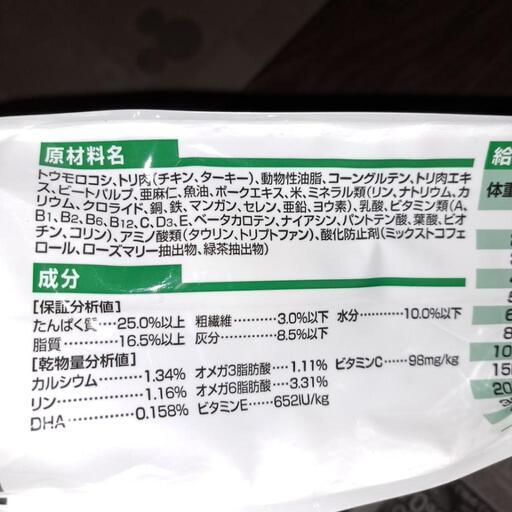 原材料名
トウモロコシ、トリ肉(チキン、ターキー)、動物性油脂、コーングルテン、トリ肉エキ
ス、ビートパルプ、亜麻仁、魚油、ポークエキス、米、ミネラル類(リン、ナトリウム、カ
リウム、クロライド、銅、鉄、マンガン、セレン、亜鉛、ヨウ素)、乳酸、ビタミン類(A、
B1、B2、B6、B12、C、D3、E、ベータカロテン、ナイアシン、パントテン酸、葉酸、ビオ
チン、コリン)、アミノ酸類(タウリン、トリプトファン)、酸化防止剤(ミックストコフェ
ロール、ローズマリー抽出物、緑茶抽出物)
成分
[保証分析値]
たんぱく質…25.0%以上 粗繊維………3.0%以下 水分…10.0%以下
脂質………16.5%以上 灰分…………8.5%以下
[乾物量分析値]
カルシウム……1.34% オメガ3脂肪酸…1.11% ビタミンC……98mg/kg
リン……………1.16% オメガ6脂肪酸…3.31%
DHA…………0.158% ビタミンE……652IU/kg
給
体重
10
15
20